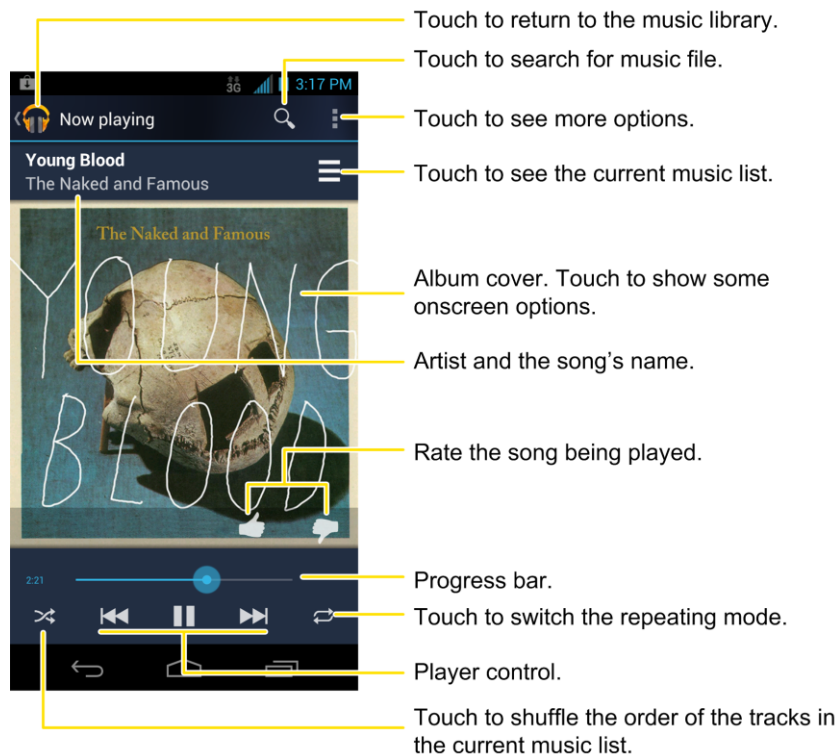 Touch to return to the music library.
Touch to search for music file.
3G 3:17 PM
Now playing
Touch to see more options.
Young Blood
The Naked and Famous
Touch to see the current music list.
The Naked and Famous
YOUNG
BLOOD
Album cover. Touch to show some
onscreen options.
Artist and the song’s name.
Rate the song being played.
2:21
Progress bar.
Touch to switch the repeating mode.
Player control.
Touch to shuffle the order of the tracks in
the current music list.